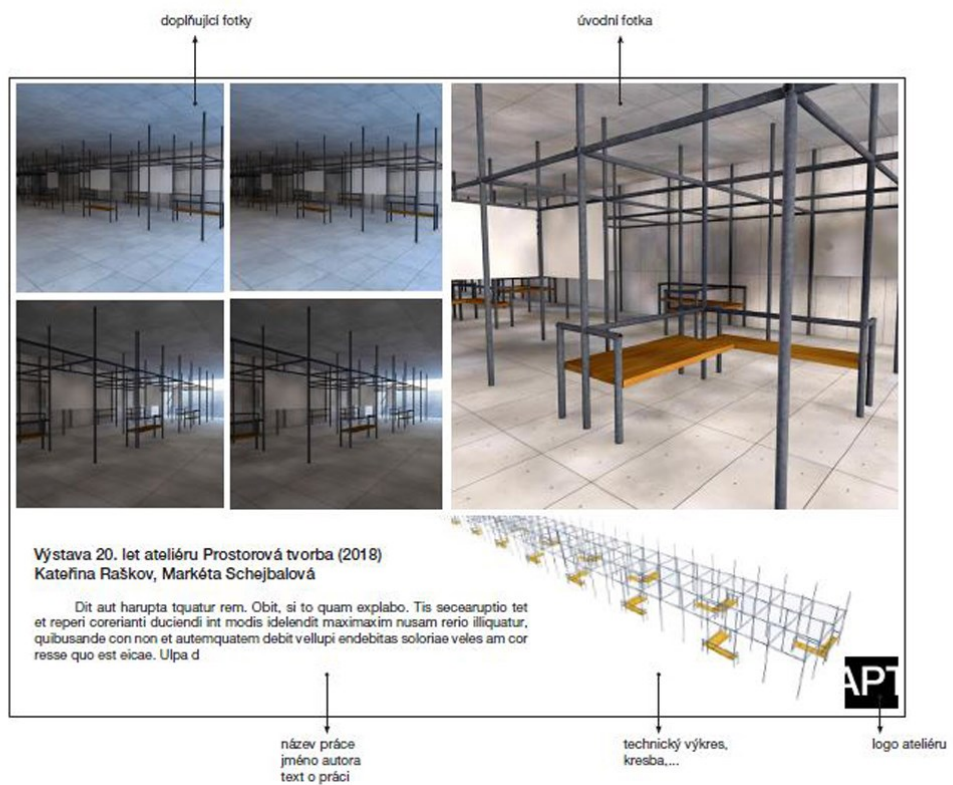 doplňující fotky
úvodní fotka
Výstava 20. let ateliéru Prostorová tvorba (2018)
Kateřina Raškov, Markéta Schejbalová
Dit aut harupta tquatur rem. Obit, si to quam explabo. Tis secearuptio tet
et reperi corerianti duciendi int modis idelendit maximaxim nusam rerio illiquatur,
quibusande con non et autemquatem debit vellupi endebitas soloriae veles am cor
resse quo est eicae. Ulpa d
APT
název práce
jméno autora
text o práci
technický výkres,
kresba,...
logo ateliéru